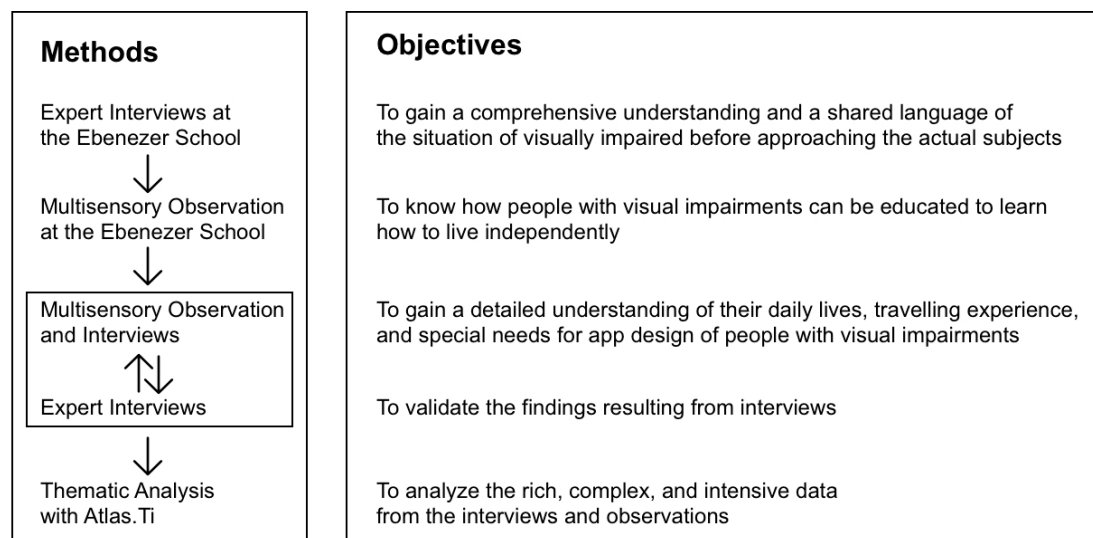 Methods
Expert Interviews at
the Ebenezer School
Multisensory Observation
at the Ebenezer School
Multisensory Observation
and Interviews
Expert Interviews
Thematic Analysis
with Atlas.Ti
Objectives
To gain a comprehensive understanding and a shared language of
the situation of visually impaired before approaching the actual subjects
To know how people with visual impairments can be educated to learn
how to live independently
To gain a detailed understanding of their daily lives, travelling experience,
and special needs for app design of people with visual impairments
To validate the findings resulting from interviews
To analyze the rich, complex, and intensive data
from the interviews and observations